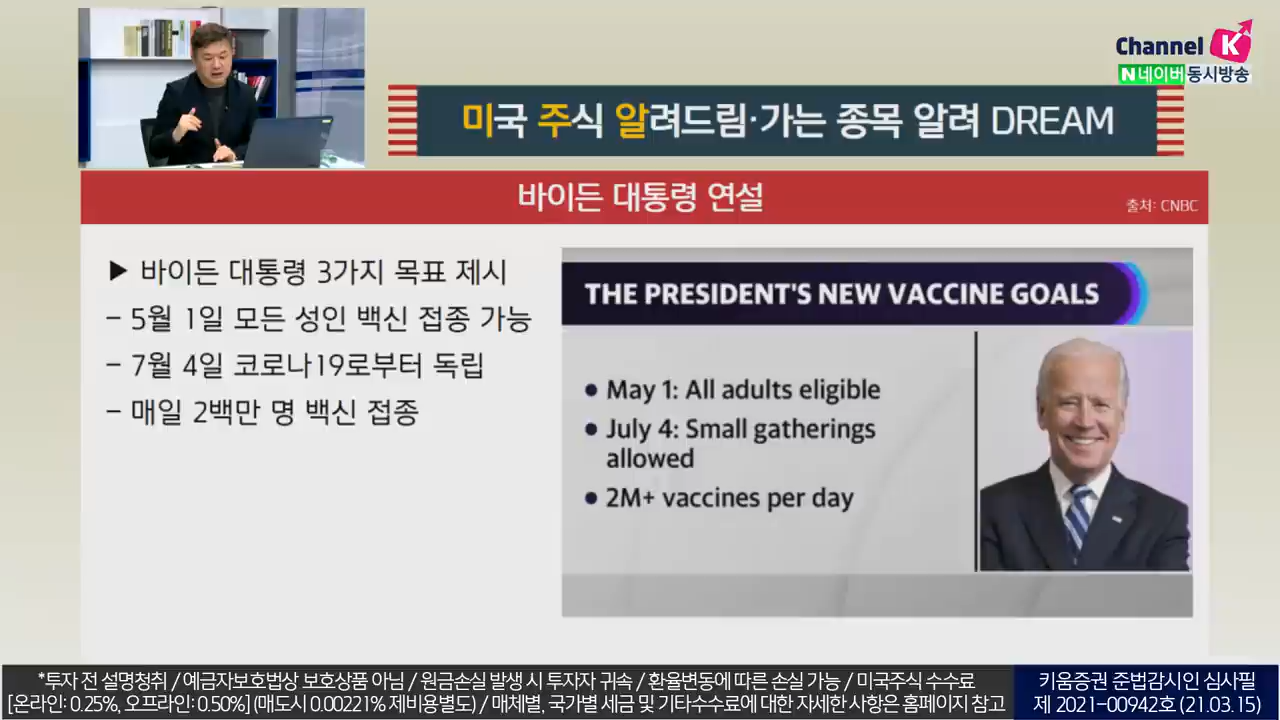 Channel K
N 네이버 동시방송
미국 주식 알려드림·가는 종목 알려 DREAM
바이든 대통령 연설
출처: CNBC
▶ 바이든 대통령 3가지 목표 제시
- 5월 1일 모든 성인 백신 접종 가능
- 7월 4일 코로나19로부터 독립
- 매일 2백만 명 백신 접종
THE PRESIDENT'S NEW VACCINE GOALS
• May 1: All adults eligible
• July 4: Small gatherings
allowed
• 2M+ vaccines per day
*투자 전 설명청취 / 예금자보호법상 보호상품 아님 / 원금손실 발생 시 투자자 귀속 / 환율변동에 따른 손실 가능 / 미국주식 수수료
[온라인: 0.25%, 오프라인: 0.50%] (매도시 0.00221% 제비용별도) / 매체별, 국가별 세금 및 기타수수료에 대한 자세한 사항은 홈페이지 참고
키움증권 준법감시인 심사필
제 2021-00942호 (21.03.15)